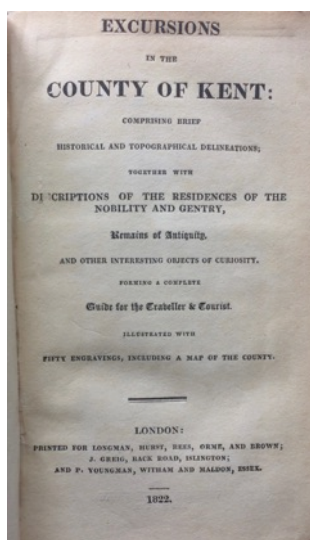 EXCURSIONS
IN THE
COUNTY OF KENT:
COMPRISING BRIEF
HISTORICAL AND TOPOGRAPHICAL DELINEATIONS;
TOGETHER WITH
DESCRIPTIONS OF THE RESIDENCES OF THE
NOBILITY AND GENTRY,
Remains of Antiquity,
AND OTHER INTERESTING OBJECTS OF CURIOSITY.
FORMING A COMPLETE
Guide for the Traveller & Tourist.
ILLUSTRATED WITH
FIFTY ENGRAVINGS, INCLUDING A MAP OF THE COUNTY.
LONDON:
PRINTED FOR LONGMAN, HURST, REES, ORME, AND BROWN;
J. GREIG, BACK ROAD, ISLINGTON;
AND P. YOUNGMAN, WITHAM AND MALDON, ESSEX.
1822.